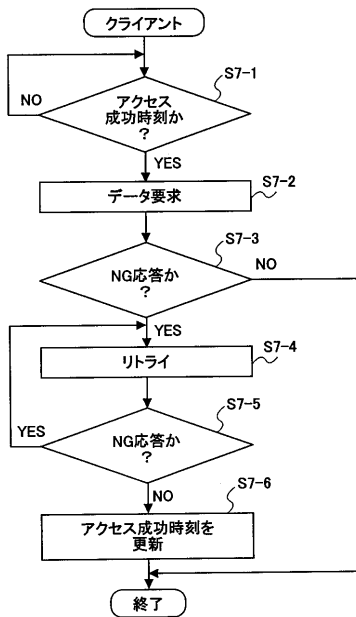 クライアント
S7-1
NO
アクセス
成功時刻か
？
YES
S7-2
データ要求
S7-3
NO
NG応答か
？
YES
S7-4
リトライ
S7-5
YES
NG応答か
？
NO
S7-6
アクセス成功時刻を
更新
終了